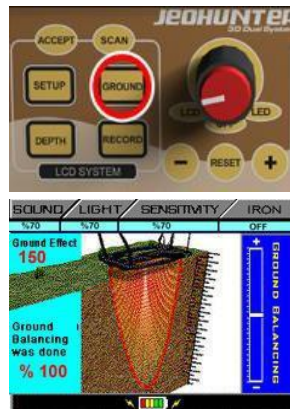 JEOHUNTER
3D Dual System
ACCEPT
SCAN
SETUP
GROUND
LCD
LED
DEPTH
RECORD
LCD SYSTEM
- RESET +
SOUND LIGHT SENSITIVITY IRON
%70 %70 %70 OFF
Ground Effect
150
Ground
Balancing
was done
% 100
+
GROUND BALANCING
-